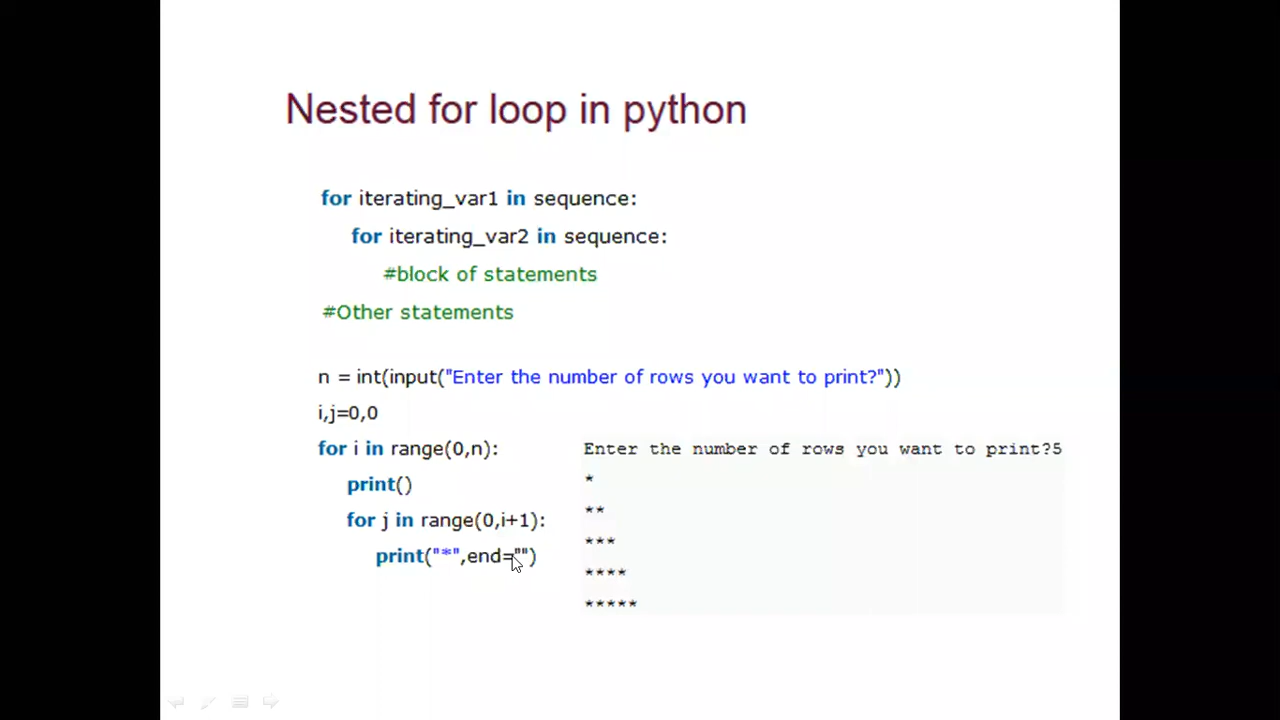 Nested for loop in python
for iterating_var1 in sequence:
for iterating_var2 in sequence:
#block of statements
#Other statements
n = int(input("Enter the number of rows you want to print?"))
i,j=0,0
for i in range(0,n):
print()
for j in range(0,i+1):
print("*",end="")
Enter the number of rows you want to print?5
*
**
***
****
*****